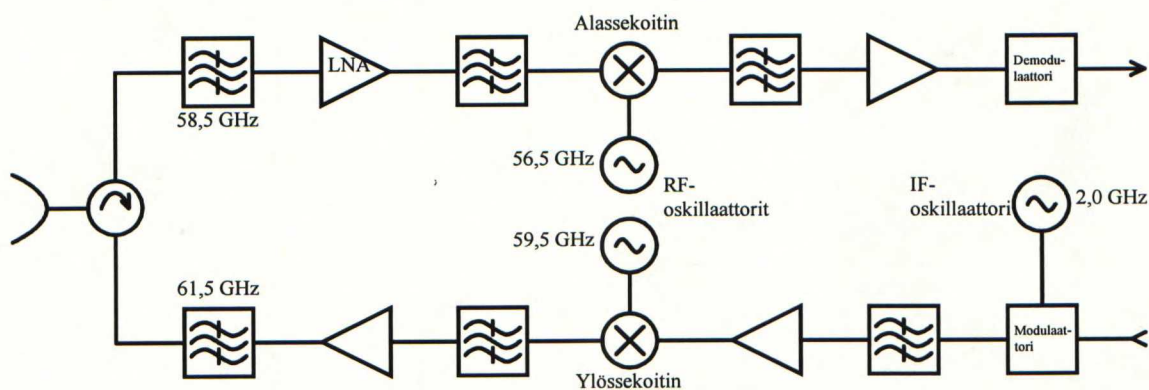 Alassekoitin
LNA
Demodu-
laattori
58,5 GHz
56,5 GHz
RF-
oskillaattorit
IF-
oskillaattori
2,0 GHz
59,5 GHz
61,5 GHz
Modulaat-
tori
Ylössekoitin